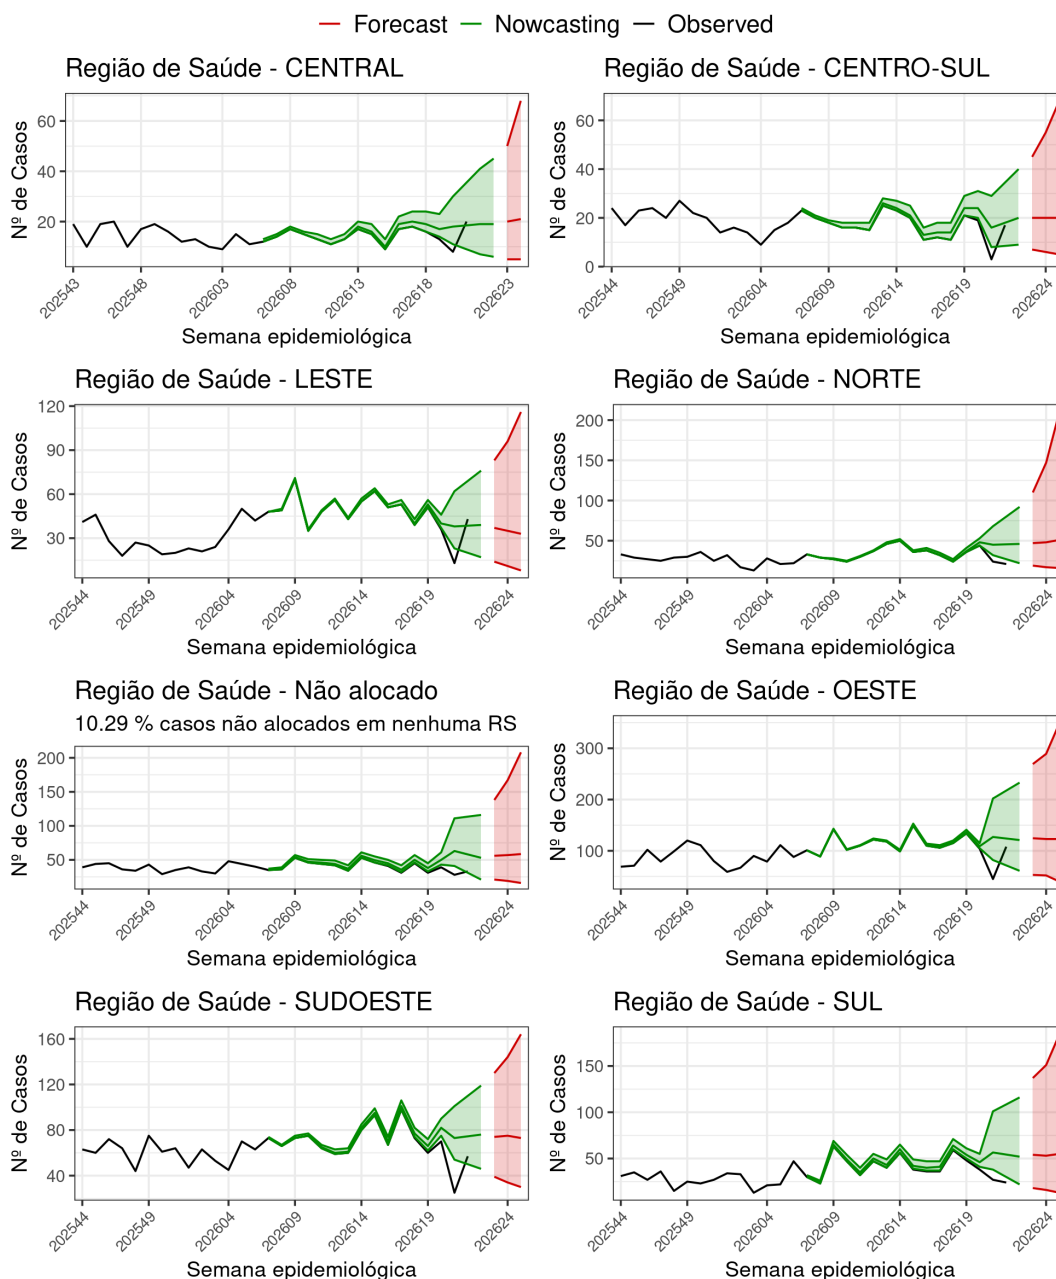 Forecast Nowcasting Observed
Região de Saúde - CENTRAL
Nº de Casos
60
40
20
202543 202548 202603 202608 202613 202618 202623
Semana epidemiológica
Região de Saúde - CENTRO-SUL
Nº de Casos
60
40
20
0
202544 202549 202604 202609 202614 202619 202624
Semana epidemiológica
Região de Saúde - LESTE
Nº de Casos
120
90
60
30
202544 202549 202604 202609 202614 202619 202624
Semana epidemiológica
Região de Saúde - NORTE
Nº de Casos
200
150
100
50
202544 202549 202604 202609 202614 202619 202624
Semana epidemiológica
Região de Saúde - Não alocado
10.29 % casos não alocados em nenhuma RS
Nº de Casos
200
150
100
50
202544 202549 202604 202609 202614 202619 202624
Semana epidemiológica
Região de Saúde - OESTE
Nº de Casos
300
200
100
202544 202549 202604 202609 202614 202619 202624
Semana epidemiológica
Região de Saúde - SUDOESTE
Nº de Casos
160
120
80
40
202544 202549 202604 202609 202614 202619 202624
Semana epidemiológica
Região de Saúde - SUL
Nº de Casos
150
100
50
202544 202549 202604 202609 202614 202619 202624
Semana epidemiológica